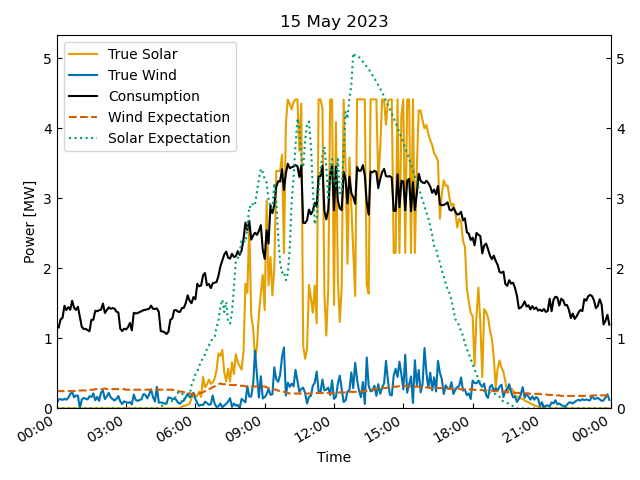 15 May 2023
True Solar
True Wind
Consumption
Wind Expectation
Solar Expectation
Power [MW]
5
4
3
2
1
0
5
4
3
2
1
0
00:00 03:00 06:00 09:00 12:00 15:00 18:00 21:00 00:00
Time